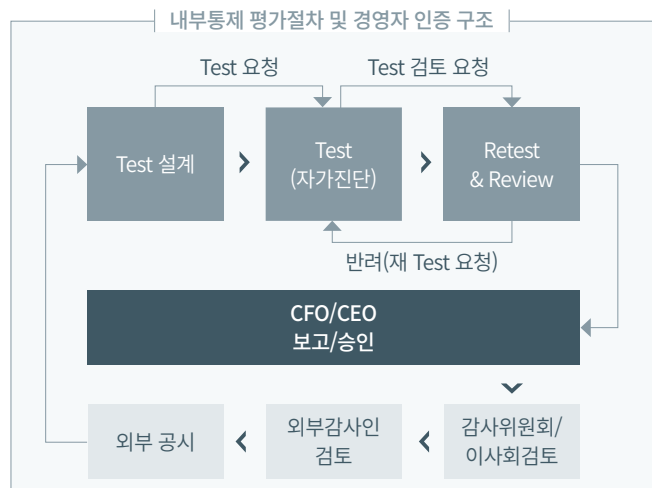 내부통제 평가절차 및 경영자 인증 구조
Test 요청
Test 검토 요청
Test 설계
Test
(자가진단)
Retest
& Review
반려(재 Test 요청)
CFO/CEO
보고/승인
외부 공시
외부감사인
검토
감사위원회/
이사회검토